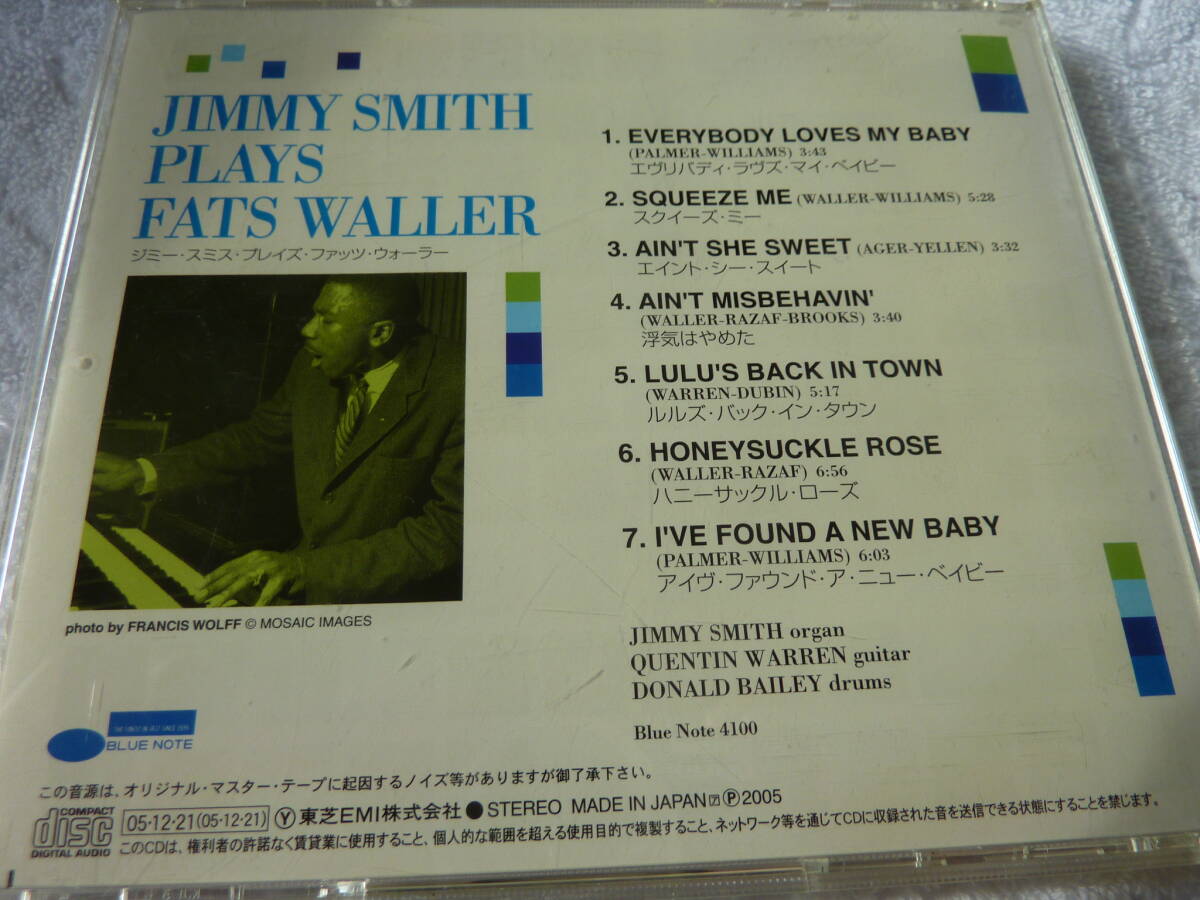 JIMMY SMITH
PLAYS
FATS WALLER
ジミー・スミス・プレイズ・ファッツ・ウォーラー
photo by FRANCIS WOLFF © MOSAIC IMAGES
1. EVERYBODY LOVES MY BABY
(PALMER-WILLIAMS) 3:43
エヴリバディ・ラヴズ・マイ・ベイビー
2. SQUEEZE ME (WALLER-WILLIAMS) 5:28
スクイーズ・ミー
3. AIN'T SHE SWEET (AGER-YELLEN) 3:32
エイント・シー・スイート
4. AIN'T MISBEHAVIN'
(WALLER-RAZAF-BROOKS) 3:40
浮気はやめた
5. LULU'S BACK IN TOWN
(WARREN-DUBIN) 5:17
ルルズ・バック・イン・タウン
6. HONEYSUCKLE ROSE
(WALLER-RAZAF) 6:56
ハニーサックル・ローズ
7. I'VE FOUND A NEW BABY
(PALMER-WILLIAMS) 6:03
アイヴ・ファウンド・ア・ニュー・ベイビー
JIMMY SMITH organ
QUENTIN WARREN guitar
DONALD BAILEY drums
Blue Note 4100
THE FINEST IN JAZZ SINCE 1939
BLUE NOTE
この音源は、オリジナル・マスター・テープに起因するノイズ等がありますが御了承下さい。
COMPACT
disc
DIGITAL AUDIO
05・12・21 (05・12・21) Ⓨ 東芝EMI株式会社 ● STEREO MADE IN JAPAN ℗ 2005
このCDは、権利者の許諾なく賃貸業に使用すること、個人的な範囲を超える使用目的で複製すること、ネットワーク等を通じてCDに収録された音を送信できる状態にすることを禁じます。